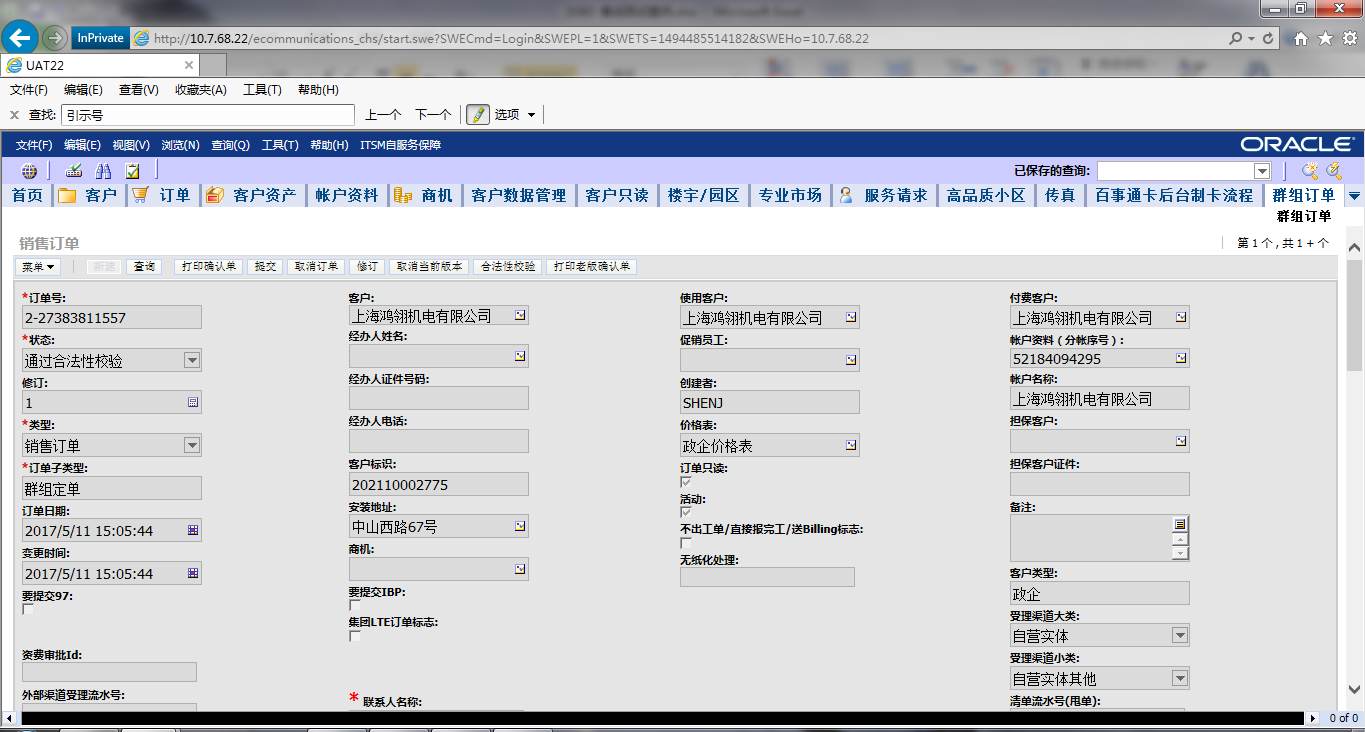 InPrivate http://10.7.68.22/ecommunications_chs/start.swe?SWECmd=Login&SWEPL=1&SWETS=1494485514182&SWEHo=10.7.68.22
UAT22
文件(F) 编辑(E) 查看(V) 收藏夹(A) 工具(T) 帮助(H)
查找: 引示号 上一个 下一个 选项
文件(F) 编辑(E) 视图(V) 浏览(N) 查询(Q) 工具(T) 帮助(H) ITSM自服务保障 ORACLE
已保存的查询:
首页 客户 订单 客户资产 帐户资料 商机 客户数据管理 客户只读 楼宇/园区 专业市场 服务请求 高品质小区 传真 百事通卡后台制卡流程 群组订单
群组订单
销售订单 第 1 个 , 共 1 + 个
菜单 新建 查询 打印确认单 提交 取消订单 修订 取消当前版本 合法性校验 打印老版确认单
*订单号: 客户: 使用客户: 付费客户:
2-27383811557 上海鸿翎机电有限公司 上海鸿翎机电有限公司 上海鸿翎机电有限公司
*状态: 经办人姓名: 促销员工: 帐户资料（分帐序号）:
通过合法性校验 52184094295
修订: 经办人证件号码: 创建者: 帐户名称:
1 SHENJ 上海鸿翎机电有限公司
*类型: 经办人电话: 价格表: 担保客户:
销售订单 政企价格表
*订单子类型: 客户标识: 订单只读: 担保客户证件:
群组定单 202110002775
订单日期: 安装地址: 活动: 备注:
2017/5/11 15:05:44 中山西路67号 不出工单/直接报完工/送Billing标志:
变更时间: 商机: 无纸化处理: 客户类型:
2017/5/11 15:05:44 政企
要提交97: 要提交IBP: 受理渠道大类:
集团LTE订单标志: 自营实体
资费审批Id: 受理渠道小类:
自营实体其他
外部渠道受理流水号: * 联系人名称: 清单流水号(甩单):
0 of 0